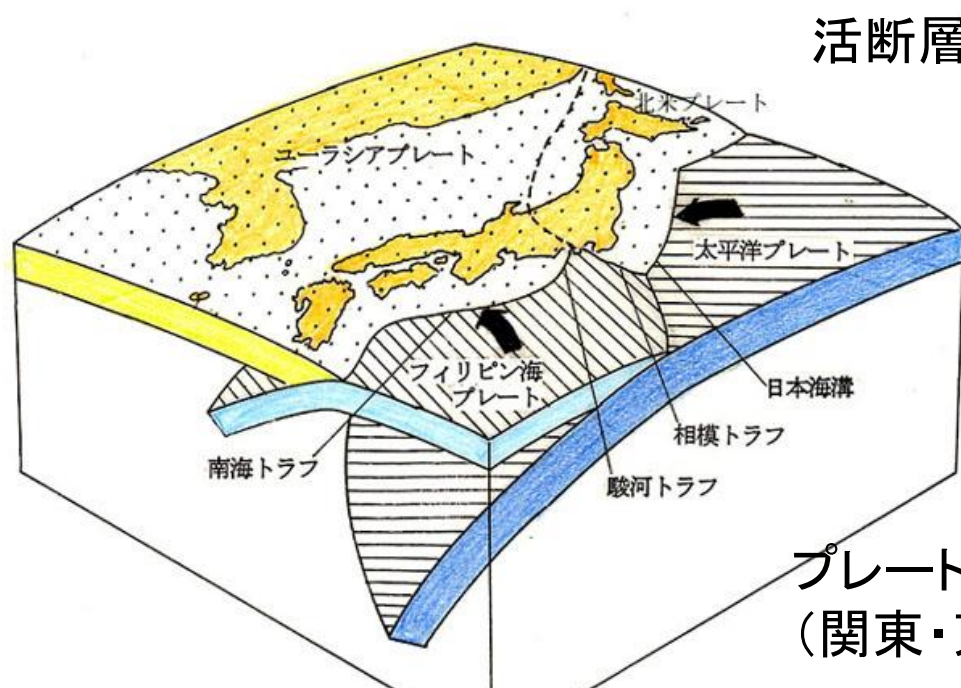 活断層
北米プレート
ユーラシアプレート
太平洋プレート
フィリピン海
プレート
日本海溝
相模トラフ
南海トラフ
駿河トラフ
プレート
(関東・